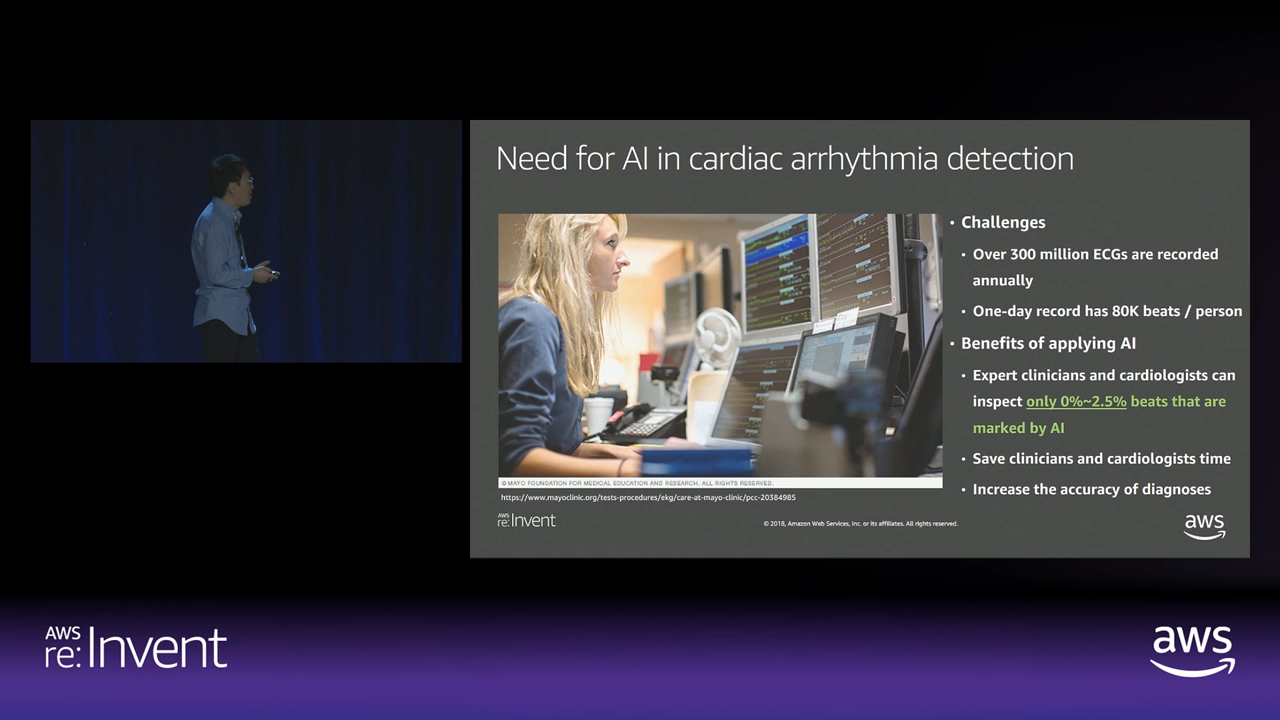 Need for AI in cardiac arrhythmia detection
• Challenges
• Over 300 million ECGs are recorded
annually
• One-day record has 80K beats / person
• Benefits of applying AI
• Expert clinicians and cardiologists can
inspect only 0%~2.5% beats that are
marked by AI
• Save clinicians and cardiologists time
• Increase the accuracy of diagnoses
© MAYO FOUNDATION FOR MEDICAL EDUCATION AND RESEARCH. ALL RIGHTS RESERVED.
https://www.mayoclinic.org/tests-procedures/ekg/care-at-mayo-clinic/pcc-20384985
AWS
re:Invent
© 2018, Amazon Web Services, Inc. or its affiliates. All rights reserved.
aws
AWS
re:Invent
aws